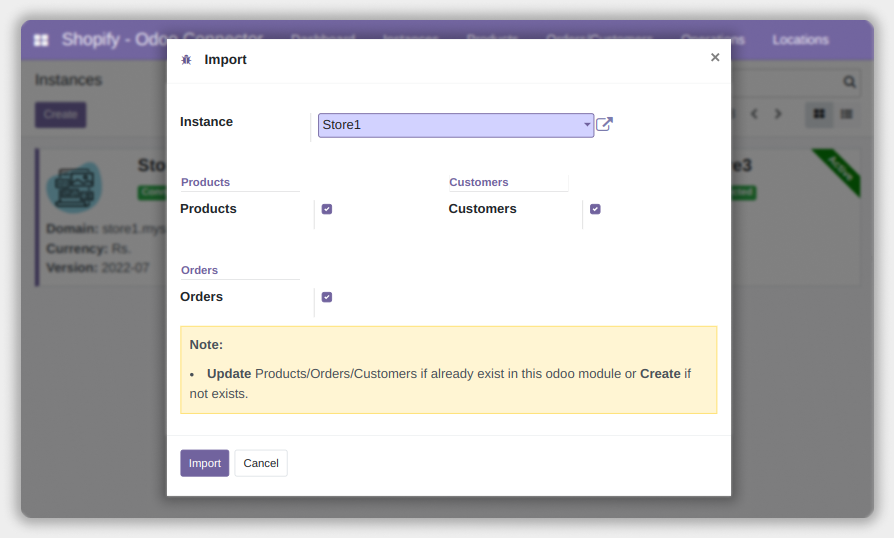 Shopify - Odoo Connector Dashboard Instances Products Orders/Customers Operations Locations
Instances
Create
Import
×
Instance
Store1
Products
Customers
Products
Customers
Orders
Orders
Note:
• Update Products/Orders/Customers if already exist in this odoo module or Create if
not exists.
Import
Cancel
Sto
Domain: store1.mys
Currency: Rs.
Version: 2022-07
e3
Active